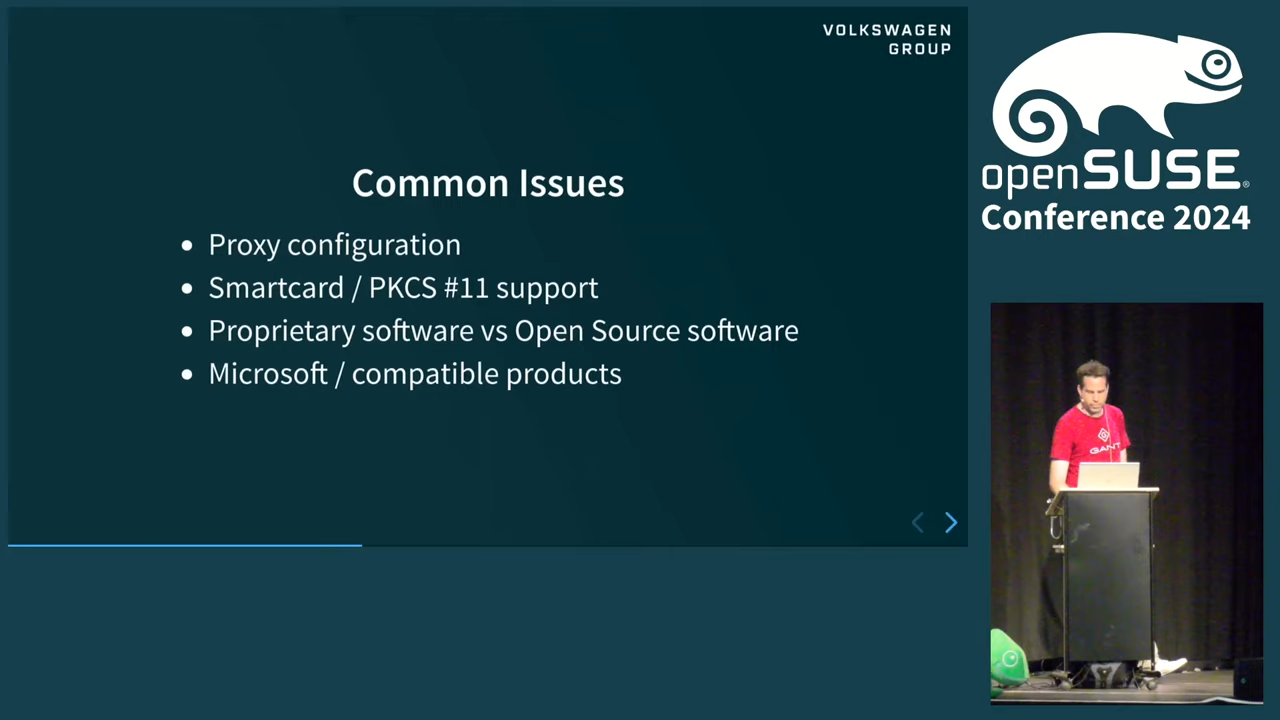 VOLKSWAGEN
GROUP
Common Issues
Proxy configuration
Smartcard / PKCS #11 support
Proprietary software vs Open Source software
Microsoft / compatible products
openSUSE®
Conference 2024
GANT